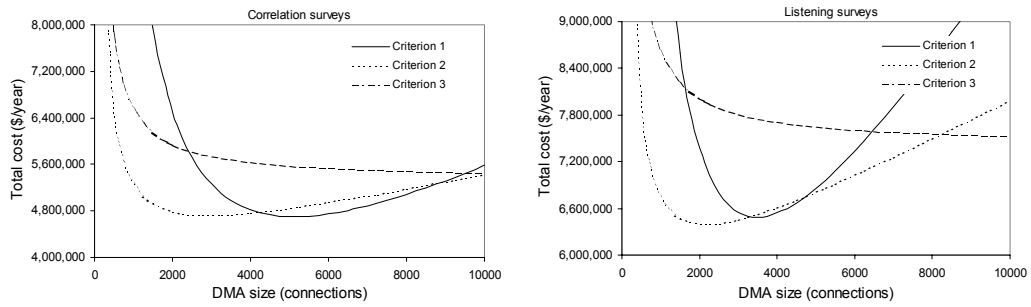 Correlation surveys
8,000,000
7,200,000
6,400,000
5,600,000
4,800,000
4,000,000
Total cost ($/year)
Criterion 1
Criterion 2
Criterion 3
0 2000 4000 6000 8000 10000
DMA size (connections)
Listening surveys
9,000,000
8,400,000
7,800,000
7,200,000
6,600,000
6,000,000
Total cost ($/year)
Criterion 1
Criterion 2
Criterion 3
0 2000 4000 6000 8000 10000
DMA size (connections)